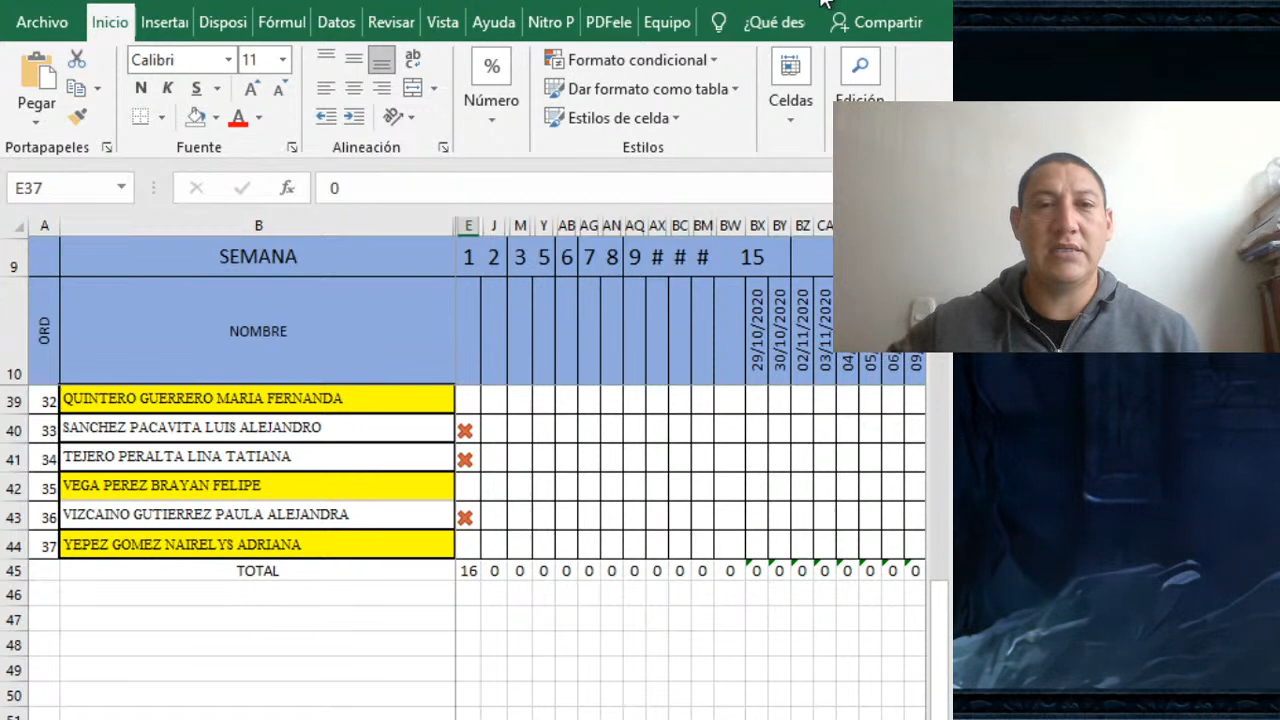 Archivo Inicio Insertar Disposi Fórmul Datos Revisar Vista Ayuda Nitro P PDFele Equipo ¿Qué des Compartir
Calibri 11 ab % Formato condicional
Pegar N K S A A Número Dar formato como tabla Celdas Edición
A Estilos de celda
Portapapeles Fuente Alineación Estilos
E37 fx 0
A B E J M Y AB AG AN AQ AX BC BM BW BX BY BZ CA
9 SEMANA 1 2 3 5 6 7 8 9 # # # 15
10 ORD NOMBRE 29/10/2020 30/10/2020 02/11/2020 03/11/2020 04. 05. 06 09.
39 32 QUINTERO GUERRERO MARIA FERNANDA
40 33 SANCHEZ PACAVITA LUIS ALEJANDRO
41 34 TEJERO PERALTA LINA TATIANA
42 35 VEGA PEREZ BRAYAN FELIPE
43 36 VIZCAINO GUTIERREZ PAULA ALEJANDRA
44 37 YEPEZ GOMEZ NAIRELYS ADRIANA
45 TOTAL 16 0 0 0 0 0 0 0 0 0 0 0 0 0 0 0 0 0 0 0
46
47
48
49
50